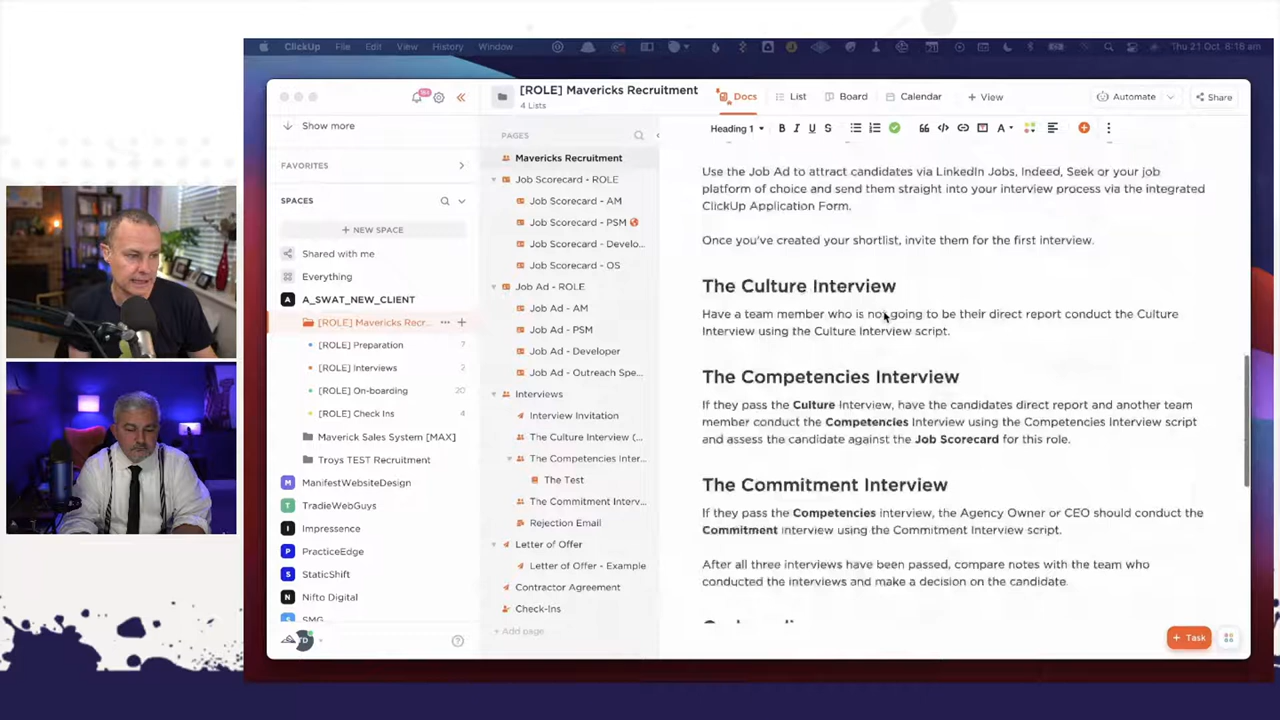 ClickUp File Edit View History Window Thu 21 Oct 8:18 am
[ROLE] Mavericks Recruitment
4 Lists
Docs List Board Calendar + View
Automate Share
Show more
FAVORITES
SPACES
+ NEW SPACE
Shared with me
Everything
A A_SWAT_NEW_CLIENT
[ROLE] Mavericks Recr... ... +
[ROLE] Preparation 7
[ROLE] Interviews 2
[ROLE] On-boarding 20
[ROLE] Check Ins 4
Maverick Sales System [MAX]
Troys TEST Recruitment
M ManifestWebsiteDesign
T TradieWebGuys
I Impressence
P PracticeEdge
S StaticShift
N Nifto Digital
S SMG
PAGES
Mavericks Recruitment
Job Scorecard - ROLE
Job Scorecard - AM
Job Scorecard - PSM
Job Scorecard - Develo...
Job Scorecard - OS
Job Ad - ROLE
Job Ad - AM
Job Ad - PSM
Job Ad - Developer
Job Ad - Outreach Spe...
Interviews
Interview Invitation
The Culture Interview (...
The Competencies Inter...
The Test
The Commitment Interv...
Rejection Email
Letter of Offer
Letter of Offer - Example
Contractor Agreement
Check-Ins
+ Add page
Heading 1 B I U S A
Use the Job Ad to attract candidates via LinkedIn Jobs, Indeed, Seek or your job
platform of choice and send them straight into your interview process via the integrated
ClickUp Application Form.
Once you've created your shortlist, invite them for the first interview.
The Culture Interview
Have a team member who is not going to be their direct report conduct the Culture
Interview using the Culture Interview script.
The Competencies Interview
If they pass the Culture Interview, have the candidates direct report and another team
member conduct the Competencies Interview using the Competencies Interview script
and assess the candidate against the Job Scorecard for this role.
The Commitment Interview
If they pass the Competencies interview, the Agency Owner or CEO should conduct the
Commitment interview using the Commitment Interview script.
After all three interviews have been passed, compare notes with the team who
conducted the interviews and make a decision on the candidate.
+ Task